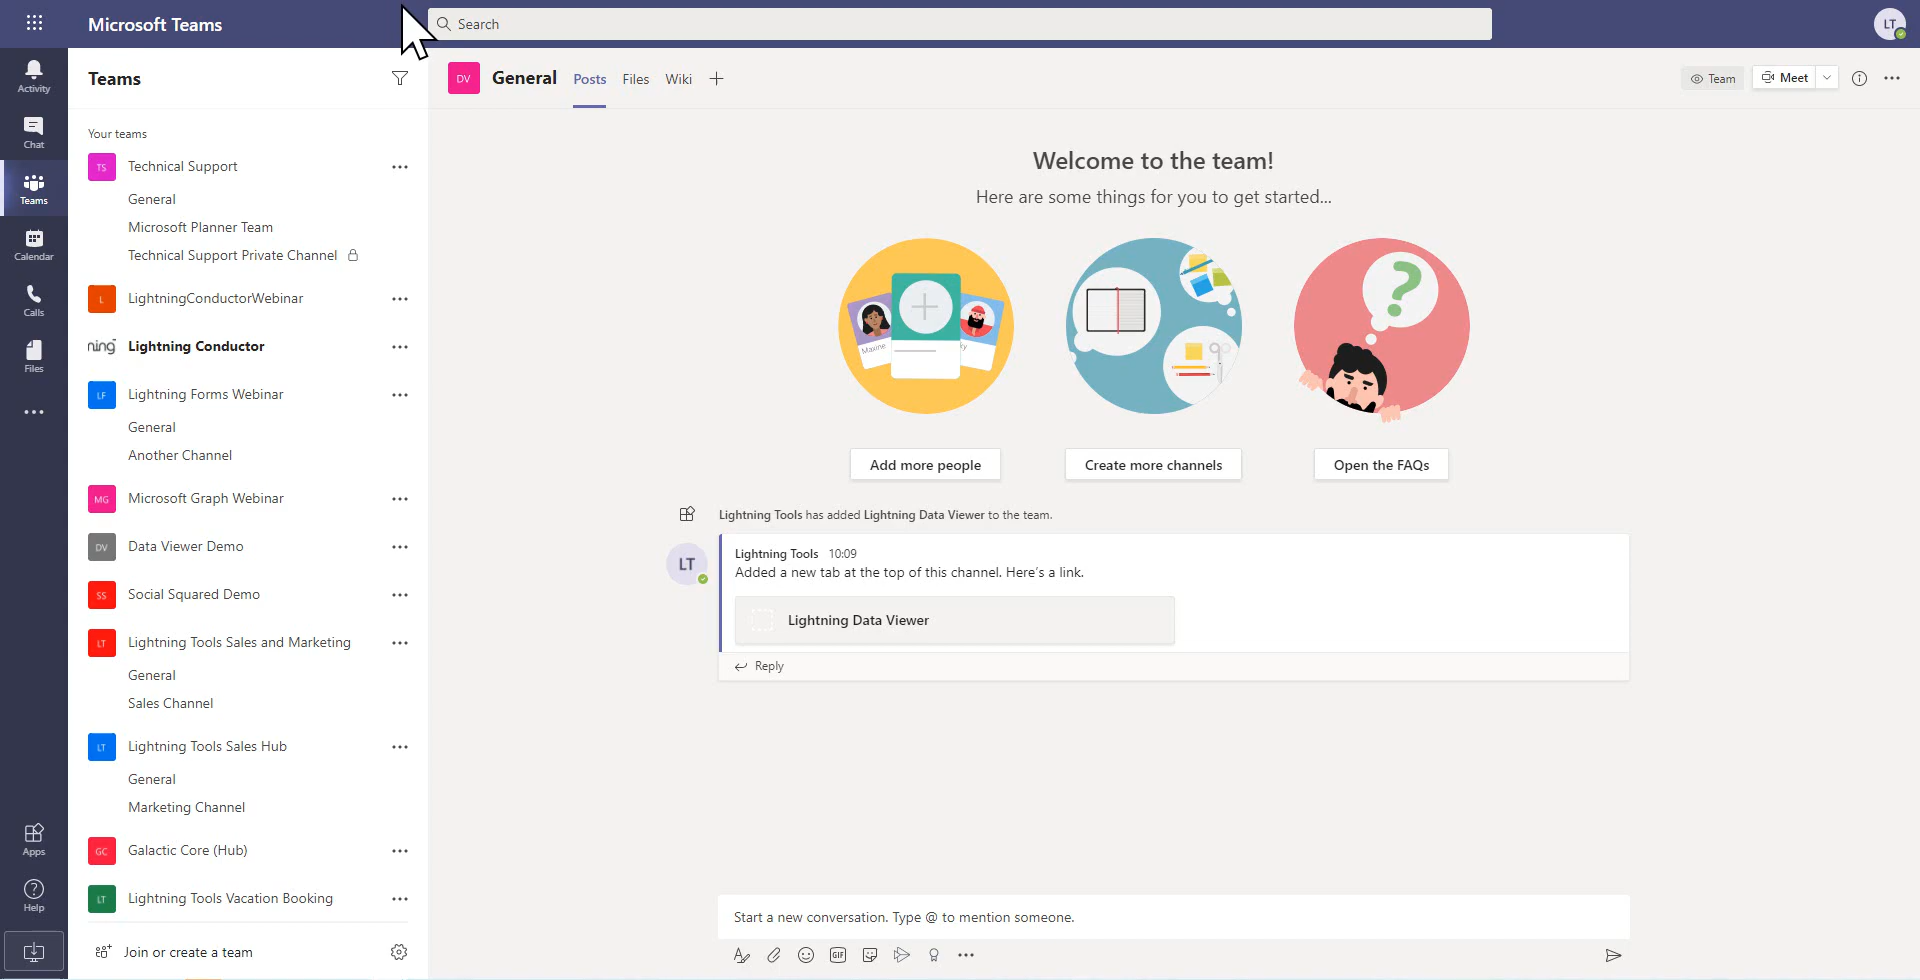 Microsoft Teams
Search
LT
Activity
Chat
Teams
Calendar
Calls
Files
Apps
Help
Teams
Your teams
TS Technical Support
General
Microsoft Planner Team
Technical Support Private Channel
L LightningConductorWebinar
ning Lightning Conductor
LF Lightning Forms Webinar
General
Another Channel
MG Microsoft Graph Webinar
DV Data Viewer Demo
SS Social Squared Demo
LT Lightning Tools Sales and Marketing
General
Sales Channel
LT Lightning Tools Sales Hub
General
Marketing Channel
GC Galactic Core (Hub)
LT Lightning Tools Vacation Booking
Join or create a team
DV General Posts Files Wiki
Team Meet
Welcome to the team!
Here are some things for you to get started...
Maxine
ky
Add more people
Create more channels
Open the FAQs
Lightning Tools has added Lightning Data Viewer to the team.
LT
Lightning Tools 10:09
Added a new tab at the top of this channel. Here's a link.
Lightning Data Viewer
Reply
Start a new conversation. Type @ to mention someone.
GIF